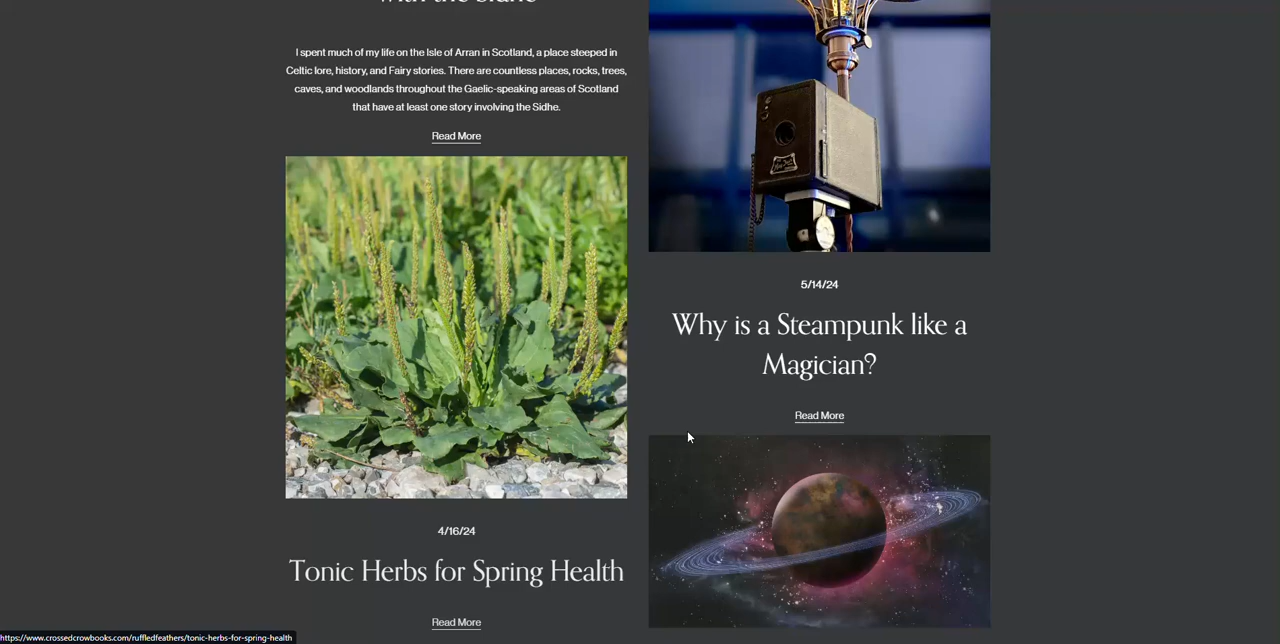 with the Sidhe
I spent much of my life on the Isle of Arran in Scotland, a place steeped in
Celtic lore, history, and Fairy stories. There are countless places, rocks, trees,
caves, and woodlands throughout the Gaelic-speaking areas of Scotland
that have at least one story involving the Sidhe.
Read More
4/16/24
Tonic Herbs for Spring Health
Read More
5/14/24
Why is a Steampunk like a
Magician?
Read More
https://www.crossedcrowbooks.com/ruffledfeathers/tonic-herbs-for-spring-health